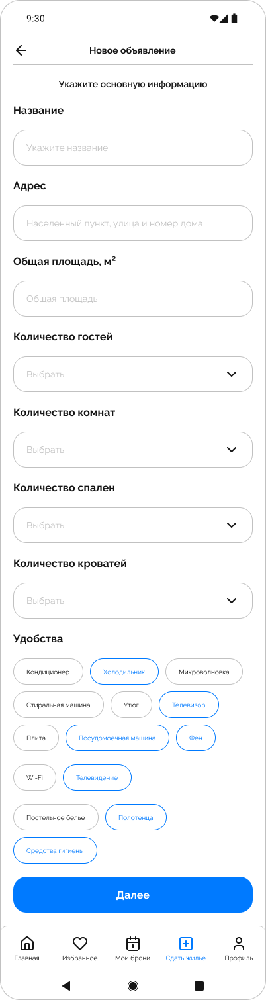 9:30
Новое объявление
Укажите основную информацию
Название
Укажите название
Адрес
Населенный пункт, улица и номер дома
Общая площадь, м²
Общая площадь
Количество гостей
Выбрать
Количество комнат
Выбрать
Количество спален
Выбрать
Количество кроватей
Выбрать
Удобства
Кондиционер Холодильник Микроволновка
Стиральная машина Утюг Телевизор
Плита Посудомоечная машина Фен
Wi-Fi Телевидение
Постельное белье Полотенца
Средства гигиены
Далее
1
Главная Избранное Мои брони Сдать жилье Профиль